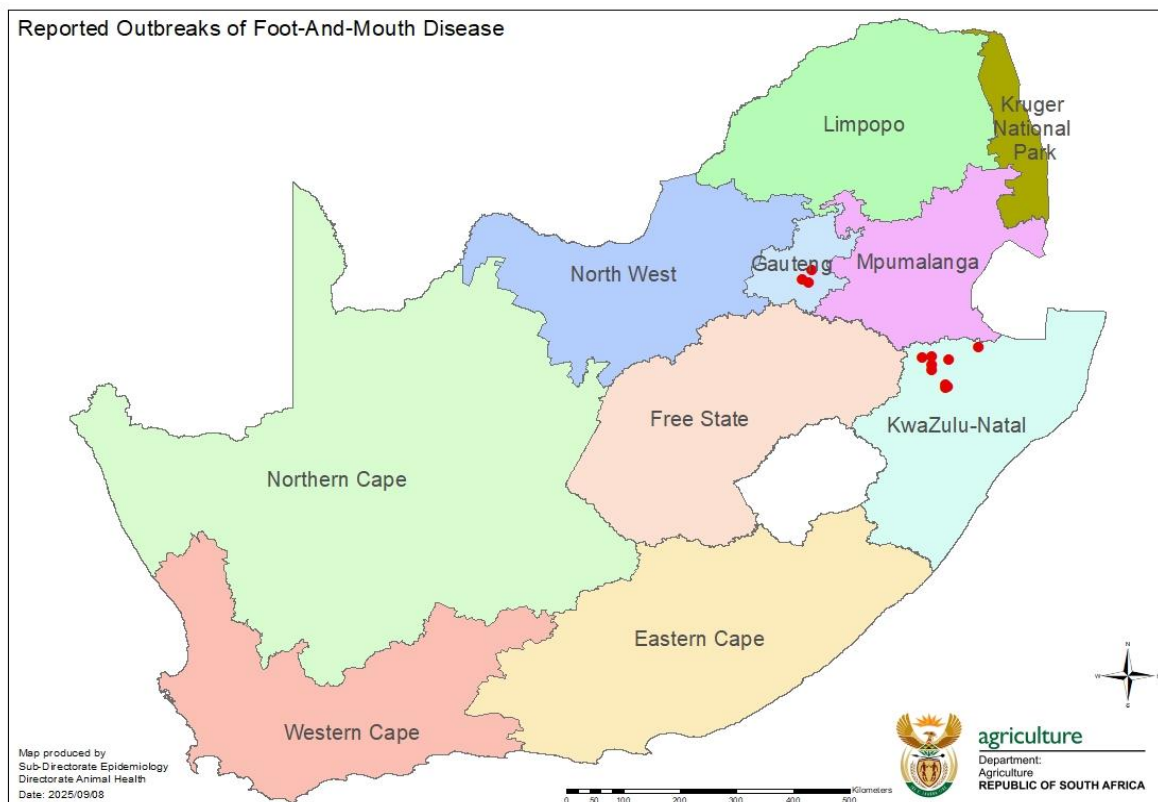 Reported Outbreaks of Foot-And-Mouth Disease
Limpopo
Kruger
National
Park
North West
Gauteng
Mpumalanga
Free State
KwaZulu-Natal
Northern Cape
Eastern Cape
Western Cape
N
W
S
Map produced by
Sub-Directorate Epidemiology
Directorate Animal Health
Date: 2025/09/08
Kilometers
0 50 100 200 300 400 500
agriculture
Department:
Agriculture
REPUBLIC OF SOUTH AFRICA